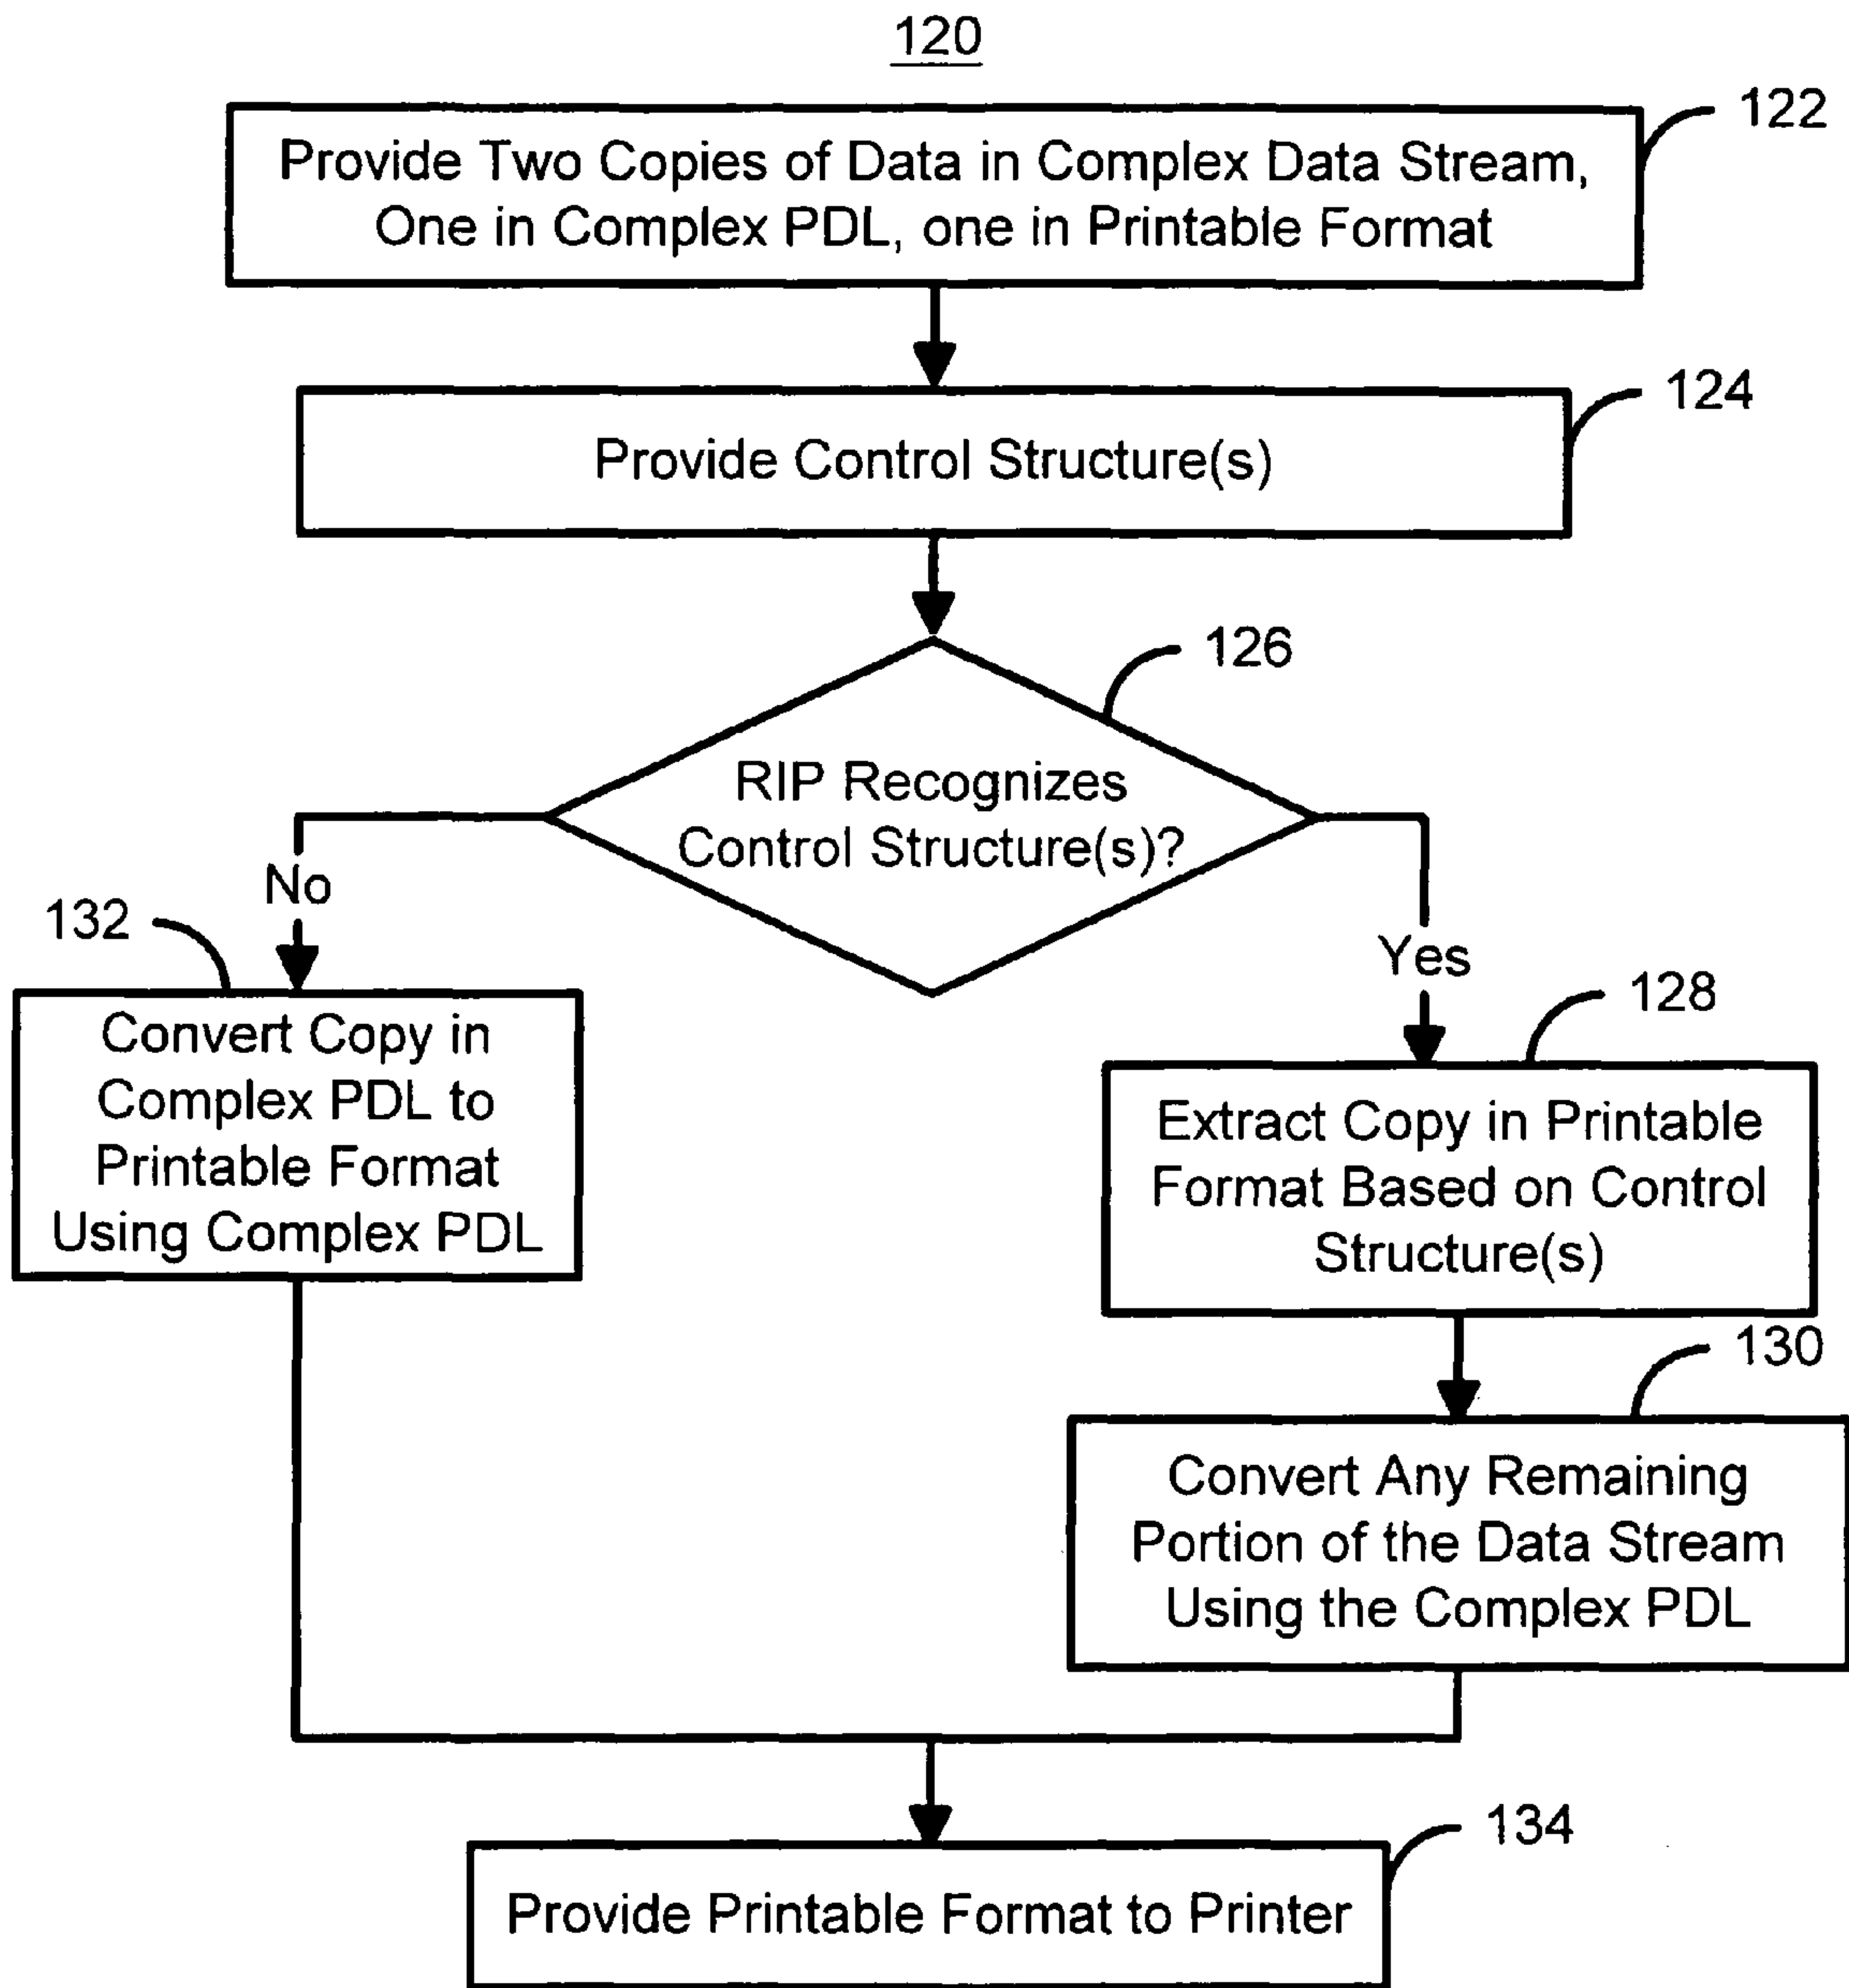 120
122
Provide Two Copies of Data in Complex Data Stream,
One in Complex PDL, one in Printable Format
124
Provide Control Structure(s)
126
RIP Recognizes
Control Structure(s)?
No
Yes
132
Convert Copy in
Complex PDL to
Printable Format
Using Complex PDL
128
Extract Copy in Printable
Format Based on Control
Structure(s)
130
Convert Any Remaining
Portion of the Data Stream
Using the Complex PDL
134
Provide Printable Format to Printer